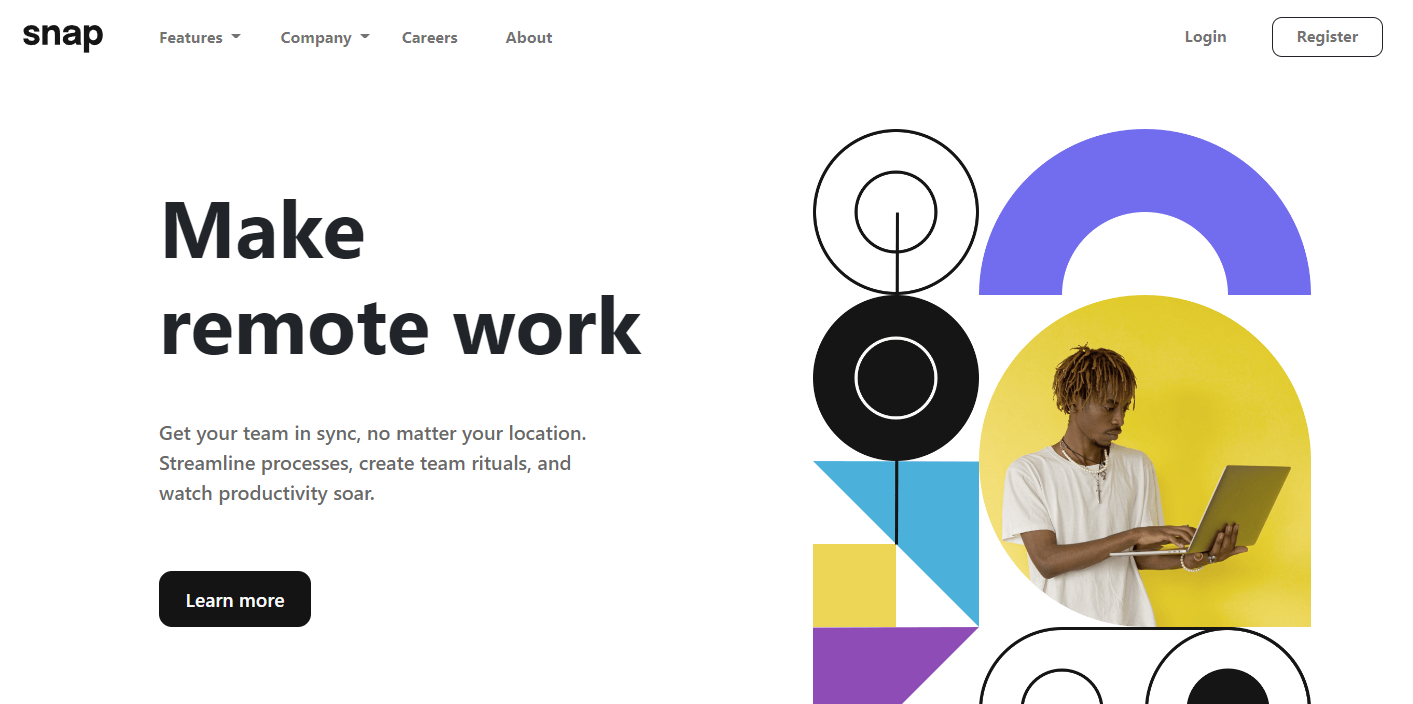 snap
Features
Company
Careers
About
Login
Register
Make
remote work
Get your team in sync, no matter your location.
Streamline processes, create team rituals, and
watch productivity soar.
Learn more